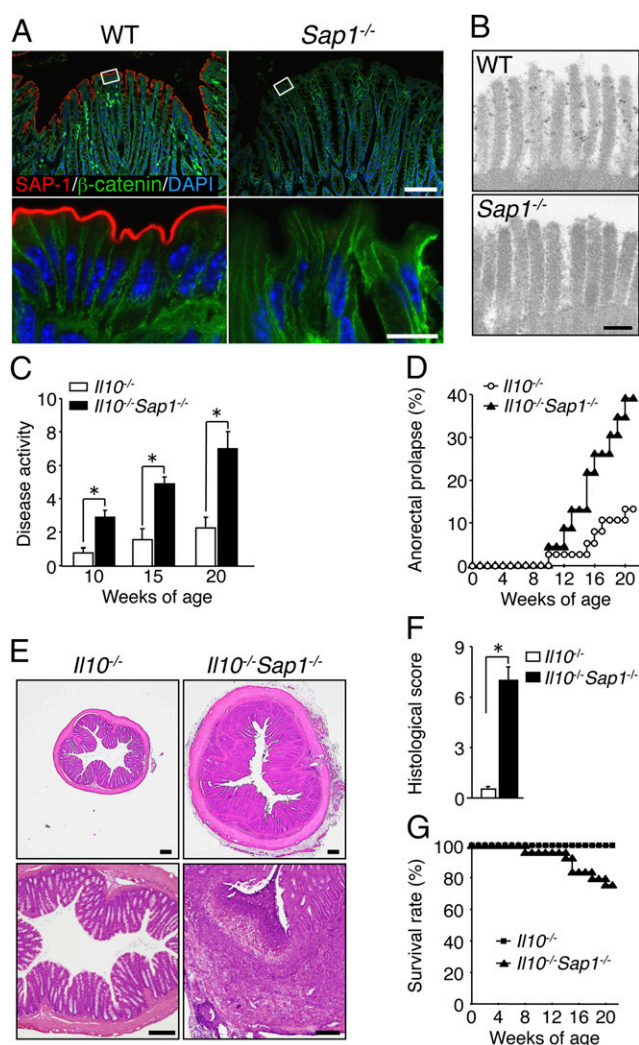 A
WT
Sap1-/-
SAP-1/β-catenin/DAPI
B
WT
Sap1-/-
C
Il10-/-
Il10-/-Sap1-/-
Disease activity
10
8
6
4
2
0
*
*
*
10 15 20
Weeks of age
D
Il10-/-
Il10-/-Sap1-/-
Anorectal prolapse (%)
40
30
20
10
0
0 4 8 12 16 20
Weeks of age
E
Il10-/-
Il10-/-Sap1-/-
F
Il10-/-
Il10-/-Sap1-/-
Histological score
9
6
3
0
*
G
Survival rate (%)
100
80
60
40
20
0
Il10-/-
Il10-/-Sap1-/-
0 4 8 12 16 20
Weeks of age